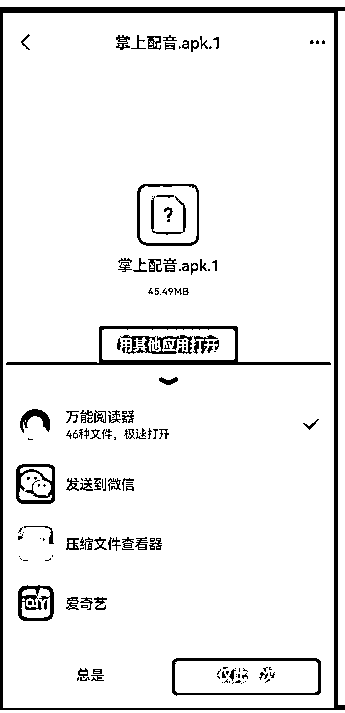 掌上配音.apk.1
掌上配音.apk.1
45.49MB
用其他应用打开
万能阅读器
46种文件，极速打开
发送到微信
压缩文件查看器
爱奇艺
总是